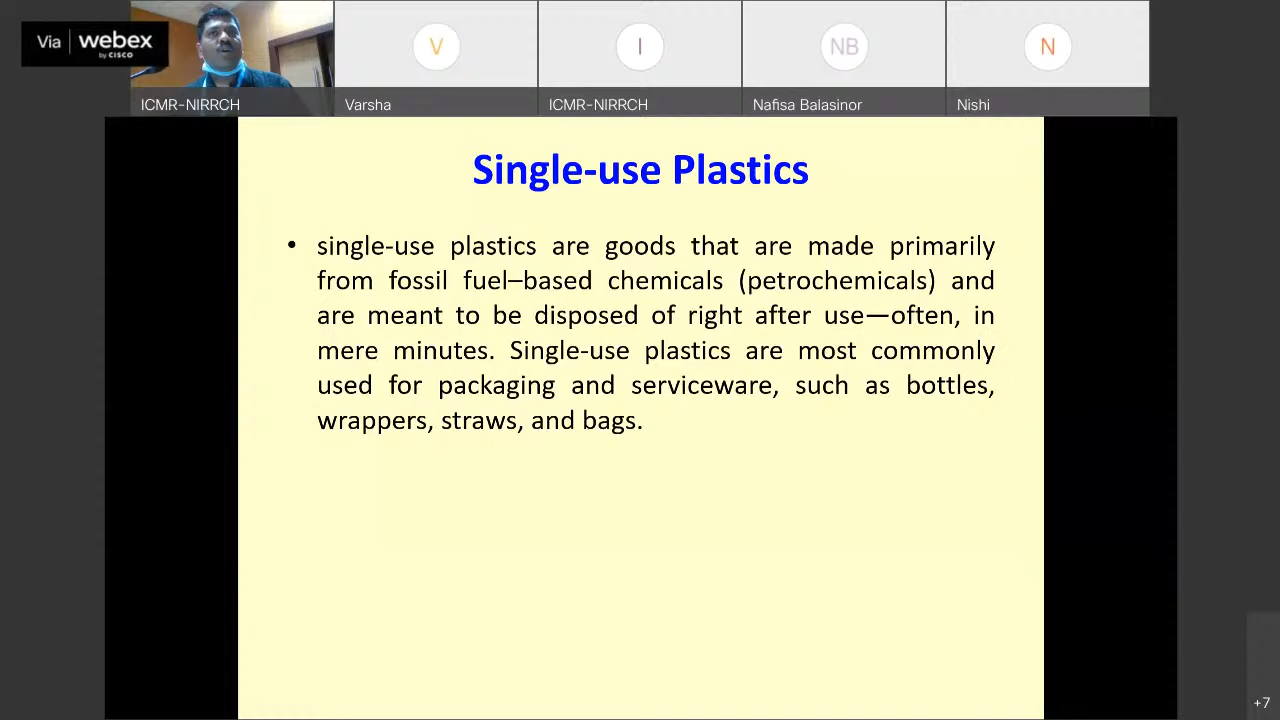 Via webex
by CISCO
V
I
NB
N
ICMR-NIRRCH
Varsha
ICMR-NIRRCH
Nafisa Balasinor
Nishi
Single-use Plastics
• single-use plastics are goods that are made primarily
from fossil fuel–based chemicals (petrochemicals) and
are meant to be disposed of right after use—often, in
mere minutes. Single-use plastics are most commonly
used for packaging and serviceware, such as bottles,
wrappers, straws, and bags.
+7